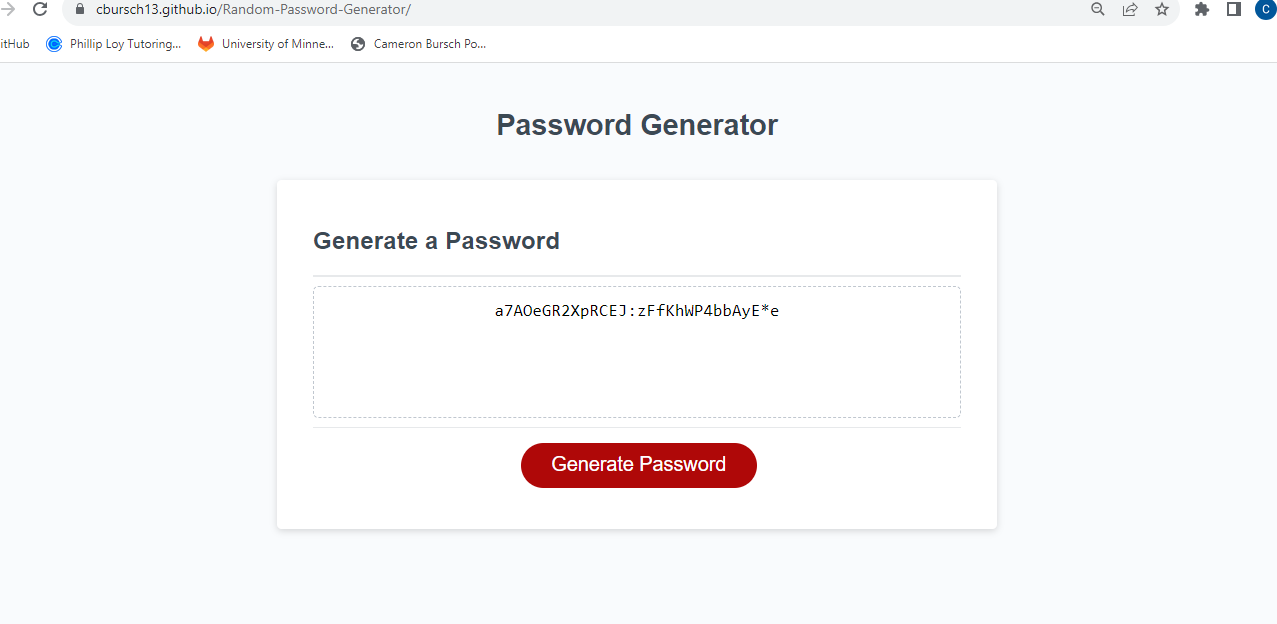 cbursch13.github.io/Random-Password-Generator/
C
itHub Phillip Loy Tutoring... University of Minne... Cameron Bursch Po...
Password Generator
Generate a Password
a7AOeGR2XpRCEJ:zFfKhWP4bbAyE*e
Generate Password